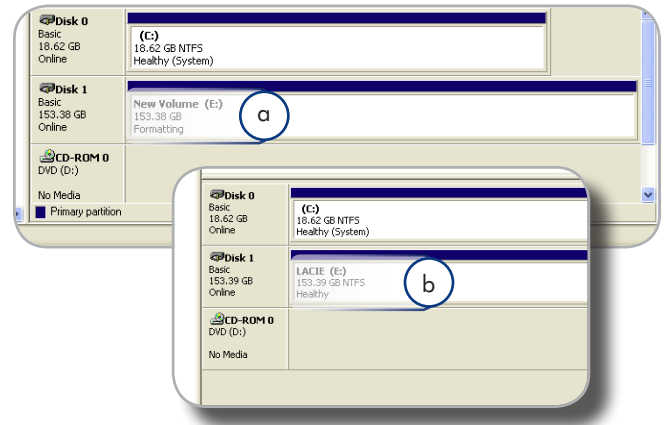 Disk 0
Basic
18.62 GB
Online
(C:)
18.62 GB NTFS
Healthy (System)
Disk 1
Basic
153.38 GB
Online
New Volume (E:)
153.38 GB
Formatting
a
CD-ROM 0
DVD (D:)
No Media
Primary partition
Disk 0
Basic
18.62 GB
Online
(C:)
18.62 GB NTFS
Healthy (System)
Disk 1
Basic
153.39 GB
Online
LACIE (E:)
153.39 GB NTFS
Healthy
b
CD-ROM 0
DVD (D:)
No Media